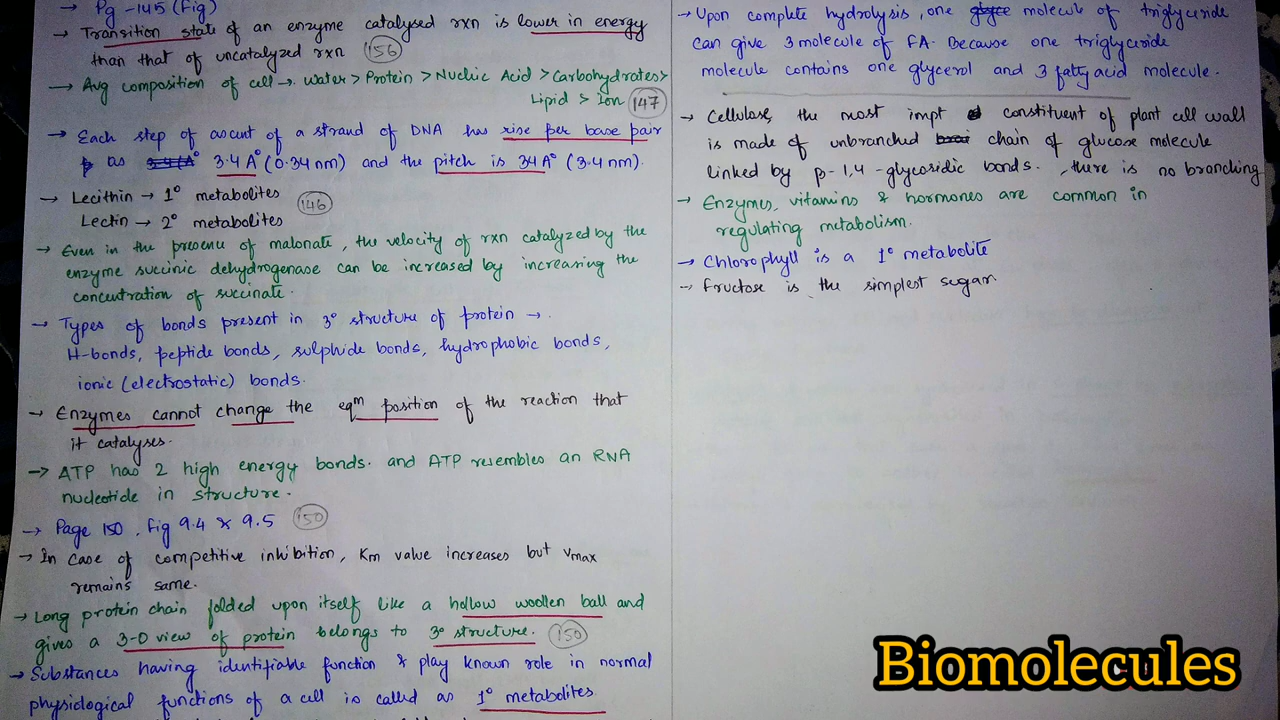 → Pg -145 (Fig)
→ Transition state of an enzyme catalysed rxn is lower in energy
than that of uncatalyzed rxn (156)
→ Avg composition of cell → Water > Protein > Nuclic Acid > Carbohydrates >
Lipid > Ion (147)
→ Each step of ascent of a strand of DNA has rise per base pair
as 3.4 A° (0.34 nm) and the pitch is 34 A° (3.4 nm).
→ Lecithin → 1° metabolites
Lectin → 2° metabolites (146)
→ Even in the presence of malonate, the velocity of rxn catalyzed by the
enzyme succinic dehydrogenase can be increased by increasing the
concentration of succinate.
→ Types of bonds present in 3° structure of protein →.
H-bonds, peptide bonds, sulphide bonds, hydrophobic bonds,
ionic (electrostatic) bonds.
→ Enzymes cannot change the eqm position of the reaction that
it catalyses.
→ ATP has 2 high energy bonds. and ATP resembles an RNA
nucleotide in structure.
→ Page 150, Fig 9.4 & 9.5 (150)
→ In case of competitive inhibition, Km value increases but Vmax
remains same.
→ Long protein chain folded upon itself like a hollow woollen ball and
gives a 3-D view of protein belongs to 3° structure. (150)
→ Substances having identifiable function & play known role in normal
physiological functions of a cell is called as 1° metabolites
→ Upon complete hydrolysis, one molecule of triglyceride
can give 3 molecule of FA. Because one triglyceride
molecule contains one glycerol and 3 fatty acid molecule.
→ Cellulose, the most impt constituent of plant cell wall
is made of unbranched chain of glucose molecule
linked by β-1,4-glycosidic bonds. , there is no branching
→ Enzymes, vitamins & hormones are common in
regulating metabolism.
→ Chlorophyll is a 1° metabolite
→ Fructose is the simplest sugar.
Biomolecules